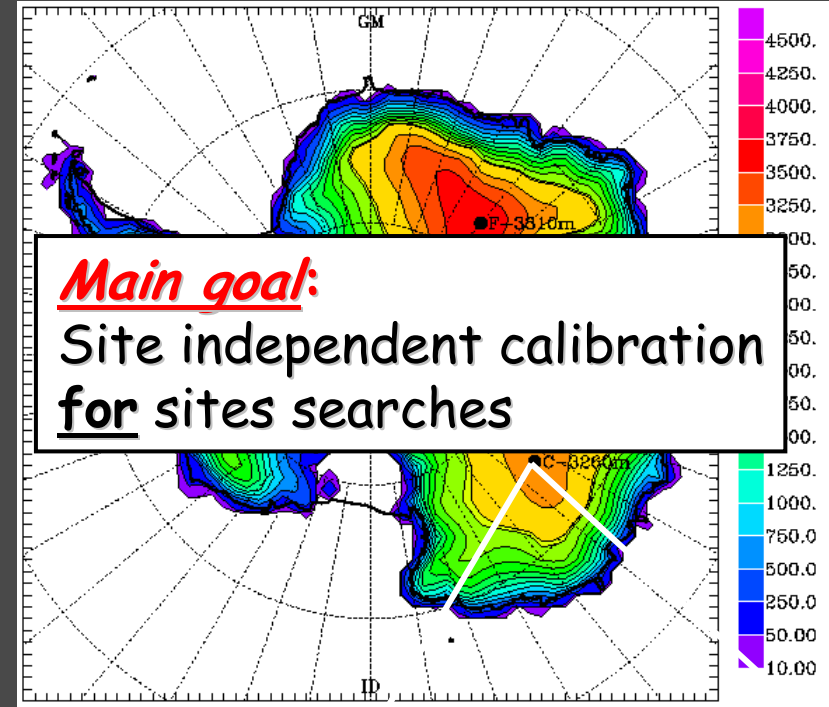 GM
4500.
4250.
4000.
3750.
3500.
3250.
F-3810m
Main goal:
Site independent calibration
for sites searches
C-3260m
1250.
1000.
750.0
500.0
250.0
50.00
10.00
ID